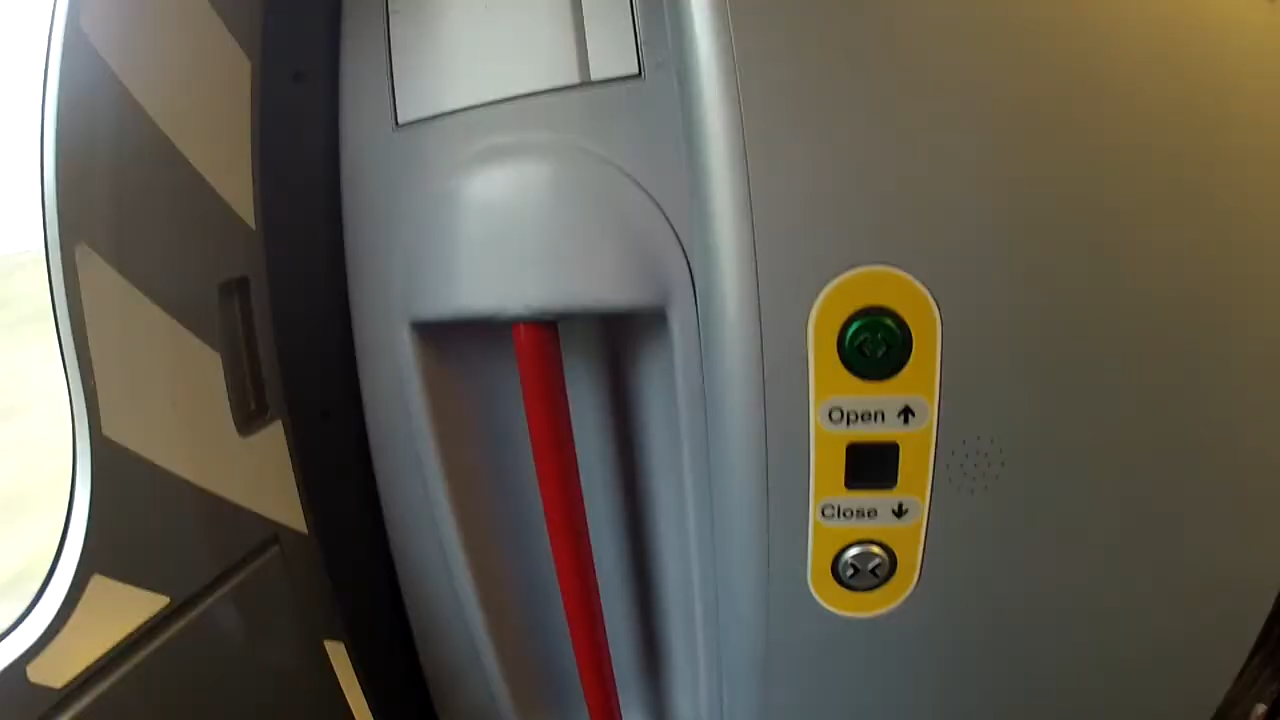 Open ↑
Close ↓